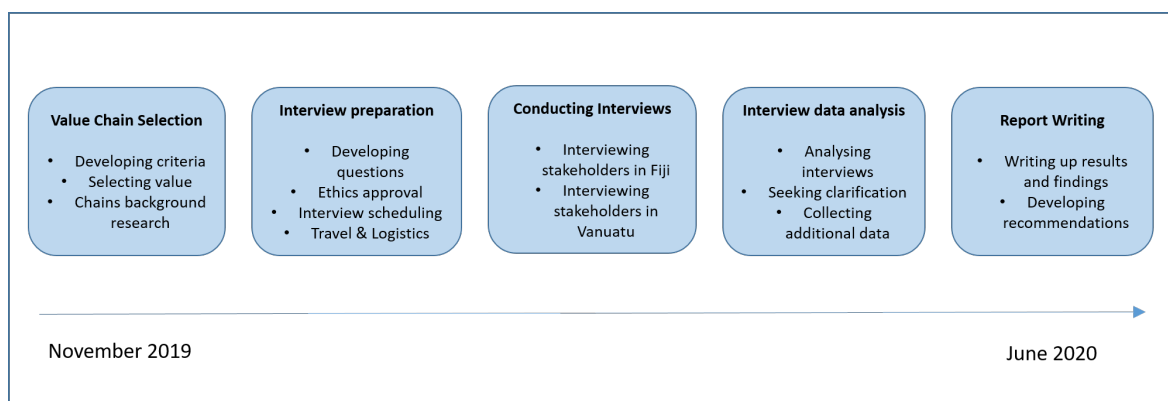 Value Chain Selection
• Developing criteria
• Selecting value
• Chains background
research
Interview preparation
• Developing
questions
• Ethics approval
• Interview scheduling
• Travel & Logistics
Conducting Interviews
• Interviewing
stakeholders in Fiji
• Interviewing
stakeholders in
Vanuatu
Interview data analysis
• Analysing
interviews
• Seeking clarification
• Collecting
additional data
Report Writing
• Writing up results
and findings
• Developing
recommendations
November 2019
June 2020